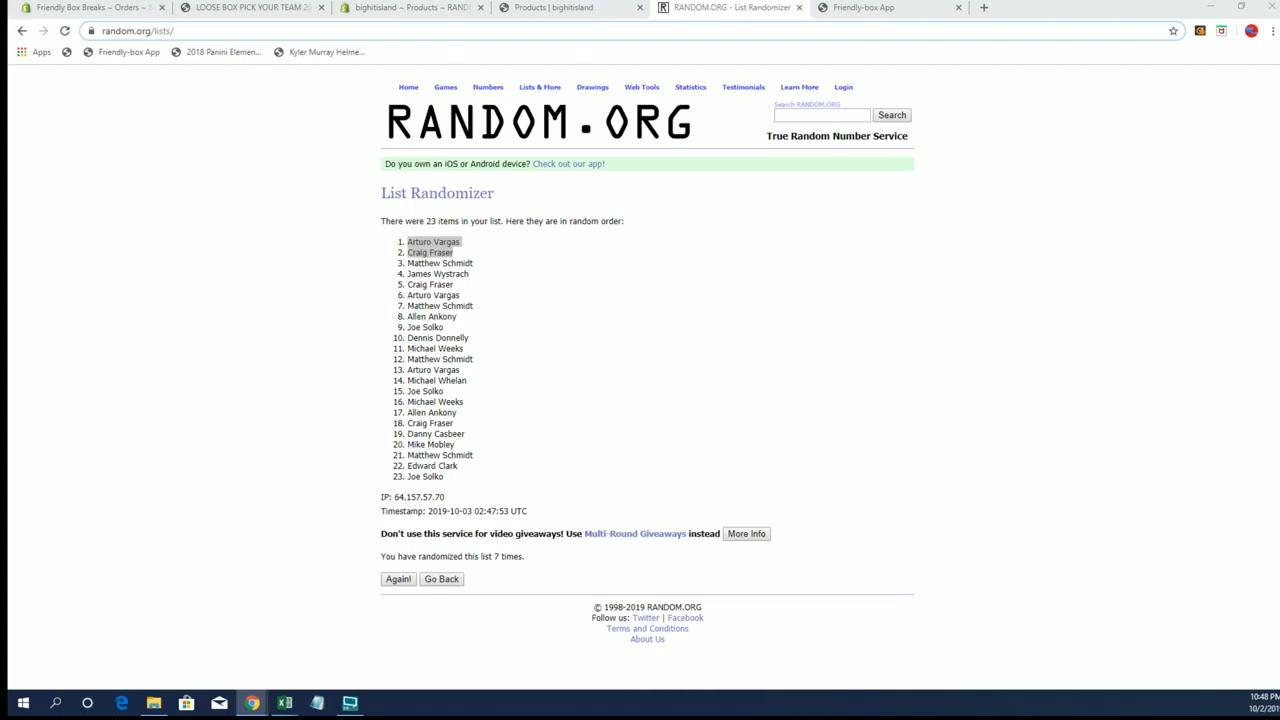 Friendly Box Breaks ~ Orders ~ S
LOOSE BOX PICK YOUR TEAM 20
bighitisland ~ Products ~ RAND
Products | bighitisland
RANDOM.ORG - List Randomizer
Friendly-box App
random.org/lists/
Apps
Friendly-box App
2018 Panini Elemen...
Kyler Murray Helme...
Home Games Numbers Lists & More Drawings Web Tools Statistics Testimonials Learn More Login
RANDOM.ORG
Search RANDOM.ORG
Search
True Random Number Service
Do you own an iOS or Android device? Check out our app!
List Randomizer
There were 23 items in your list. Here they are in random order:
1. Arturo Vargas
2. Craig Fraser
3. Matthew Schmidt
4. James Wystrach
5. Craig Fraser
6. Arturo Vargas
7. Matthew Schmidt
8. Allen Ankony
9. Joe Solko
10. Dennis Donnelly
11. Michael Weeks
12. Matthew Schmidt
13. Arturo Vargas
14. Michael Whelan
15. Joe Solko
16. Michael Weeks
17. Allen Ankony
18. Craig Fraser
19. Danny Casbeer
20. Mike Mobley
21. Matthew Schmidt
22. Edward Clark
23. Joe Solko
IP: 64.157.57.70
Timestamp: 2019-10-03 02:47:53 UTC
Don't use this service for video giveaways! Use Multi-Round Giveaways instead More Info
You have randomized this list 7 times.
Again! Go Back
© 1998-2019 RANDOM.ORG
Follow us: Twitter | Facebook
Terms and Conditions
About Us
10:48 PM
10/2/201